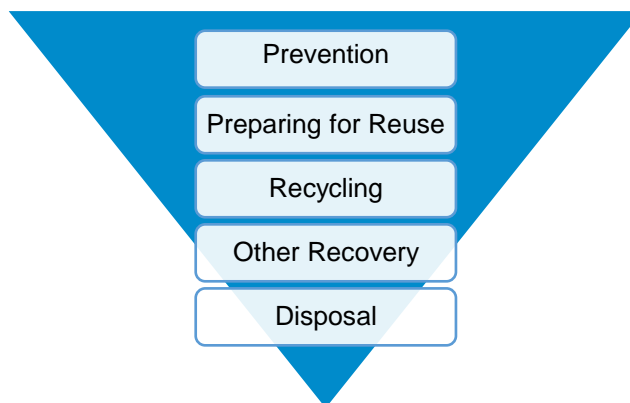 Prevention
Preparing for Reuse
Recycling
Other Recovery
Disposal